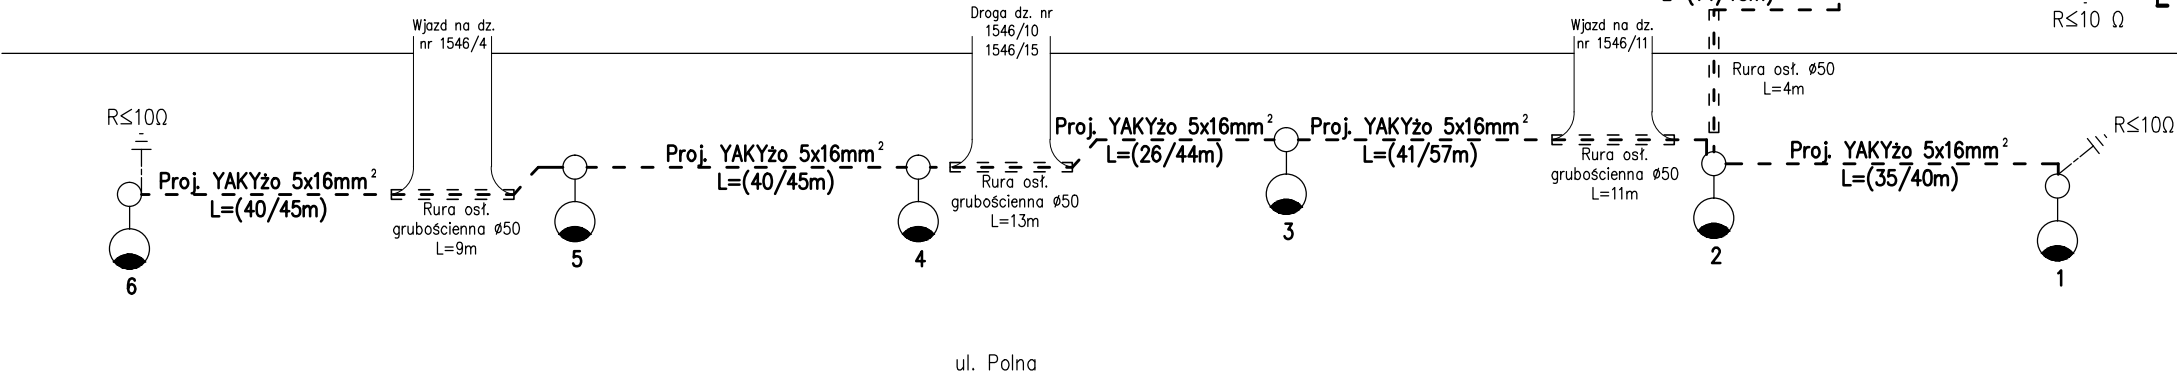 Wjazd na dz.
nr 1546/4
Droga dz. nr
1546/10
1546/15
Wjazd na dz.
nr 1546/11
R≤10 Ω
Rura osł. ø50
L=4m
R≤10Ω
Proj. YAKYżo 5x16mm²
L=(40/45m)
Rura osł.
grubościenna ø50
L=9m
Proj. YAKYżo 5x16mm²
L=(40/45m)
Rura osł.
grubościenna ø50
L=13m
Proj. YAKYżo 5x16mm²
L=(26/44m)
Proj. YAKYżo 5x16mm²
L=(41/57m)
Rura osł.
grubościenna ø50
L=11m
Proj. YAKYżo 5x16mm²
L=(35/40m)
R≤10Ω
6
5
4
3
2
1
ul. Polna